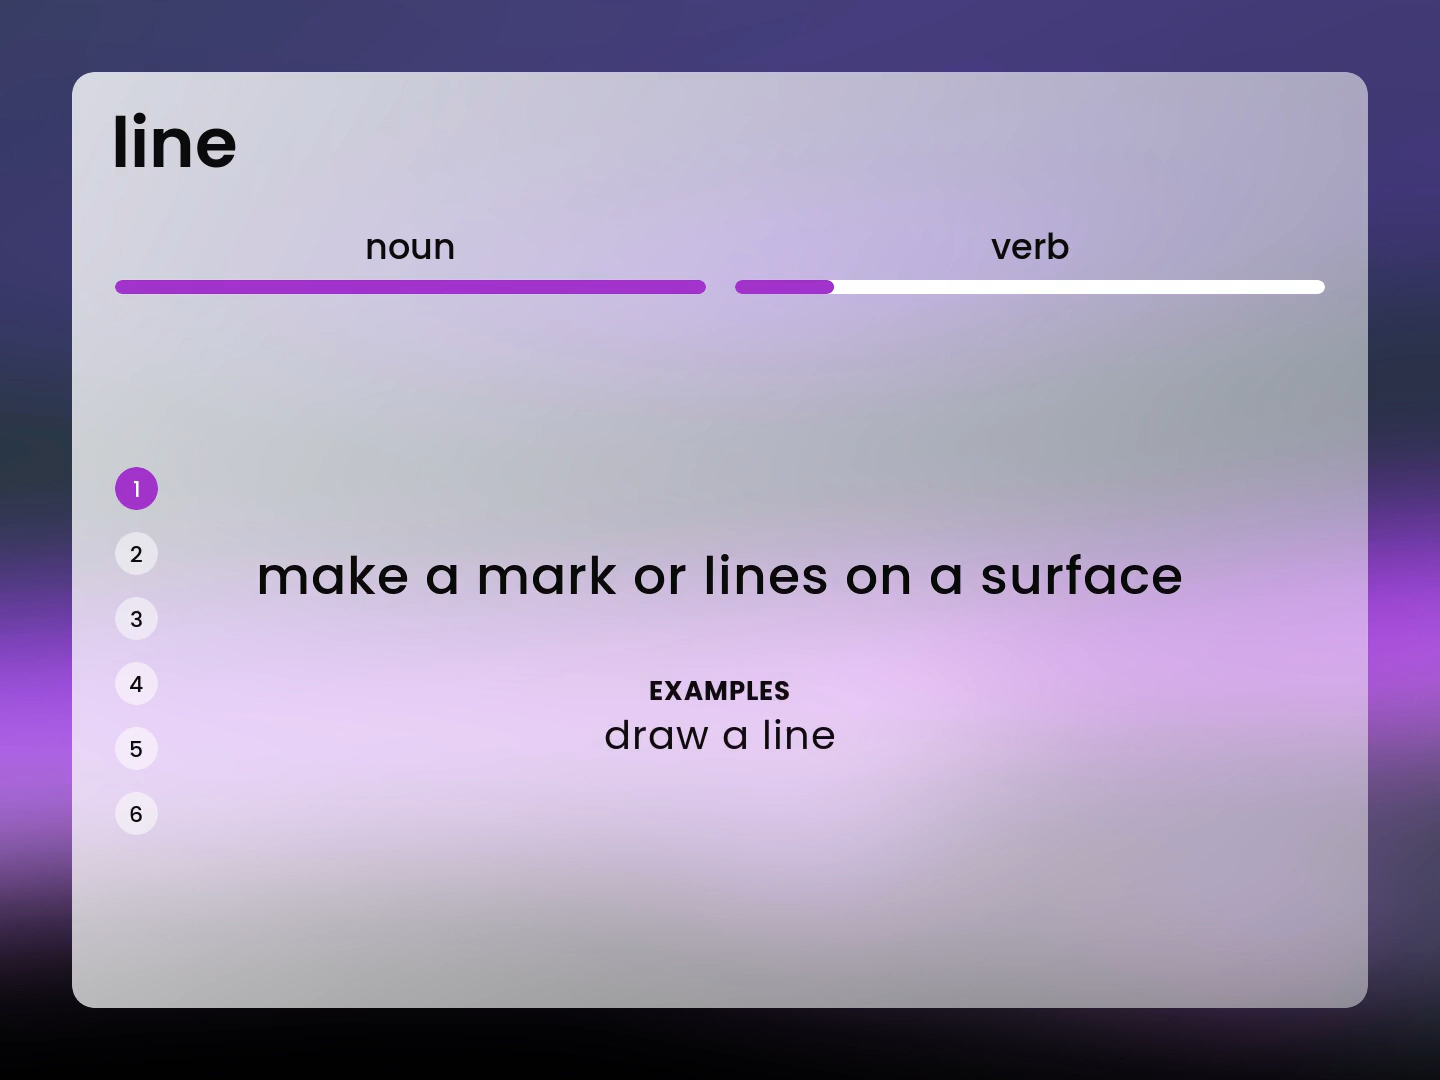 line
noun
verb
1
2
3
4
5
6
make a mark or lines on a surface
EXAMPLES
draw a line